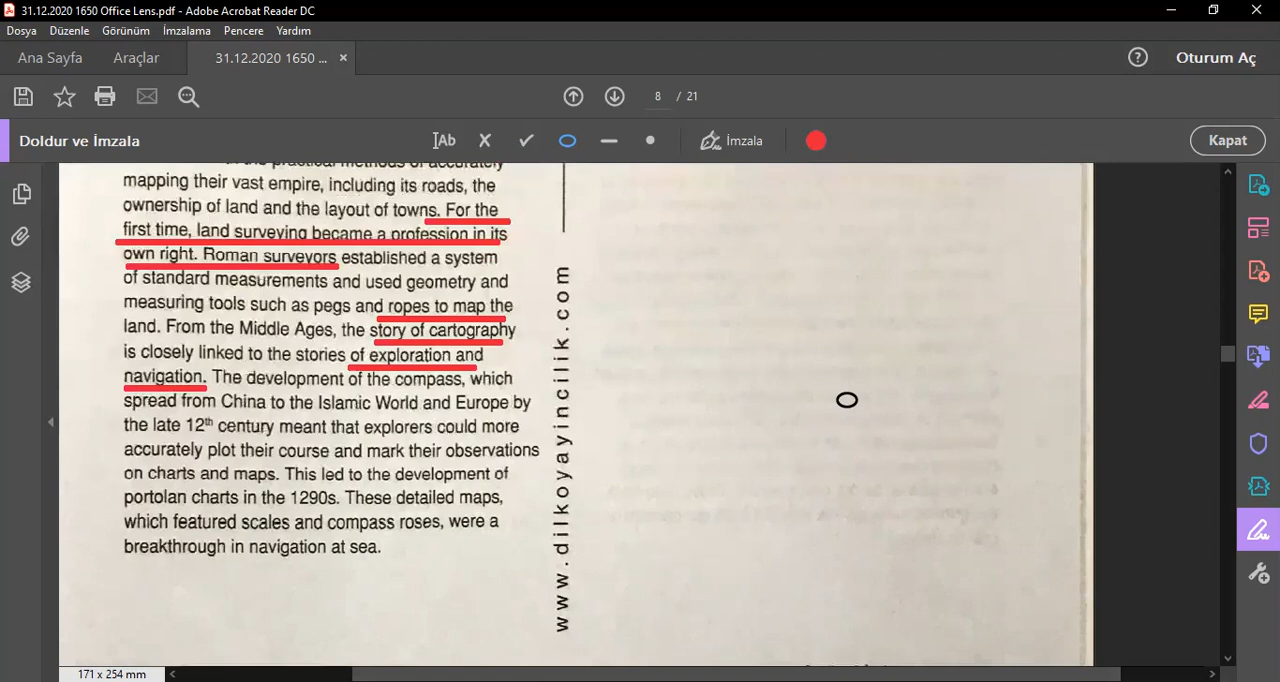 31.12.2020 1650 Office Lens.pdf - Adobe Acrobat Reader DC
Dosya Düzenle Görünüm İmzalama Pencere Yardım
Ana Sayfa Araçlar 31.12.2020 1650 ... × ? Oturum Aç
8 / 21
Doldur ve İmzala Ab İmzala Kapat
practical methods of accurately
mapping their vast empire, including its roads, the
ownership of land and the layout of towns. For the
first time, land surveying became a profession in its
own right. Roman surveyors established a system
of standard measurements and used geometry and
measuring tools such as pegs and ropes to map the
land. From the Middle Ages, the story of cartography
is closely linked to the stories of exploration and
navigation. The development of the compass, which
spread from China to the Islamic World and Europe by
the late 12th century meant that explorers could more
accurately plot their course and mark their observations
on charts and maps. This led to the development of
portolan charts in the 1290s. These detailed maps,
which featured scales and compass roses, were a
breakthrough in navigation at sea.
www.dilkoyayincilik.com
171 x 254 mm